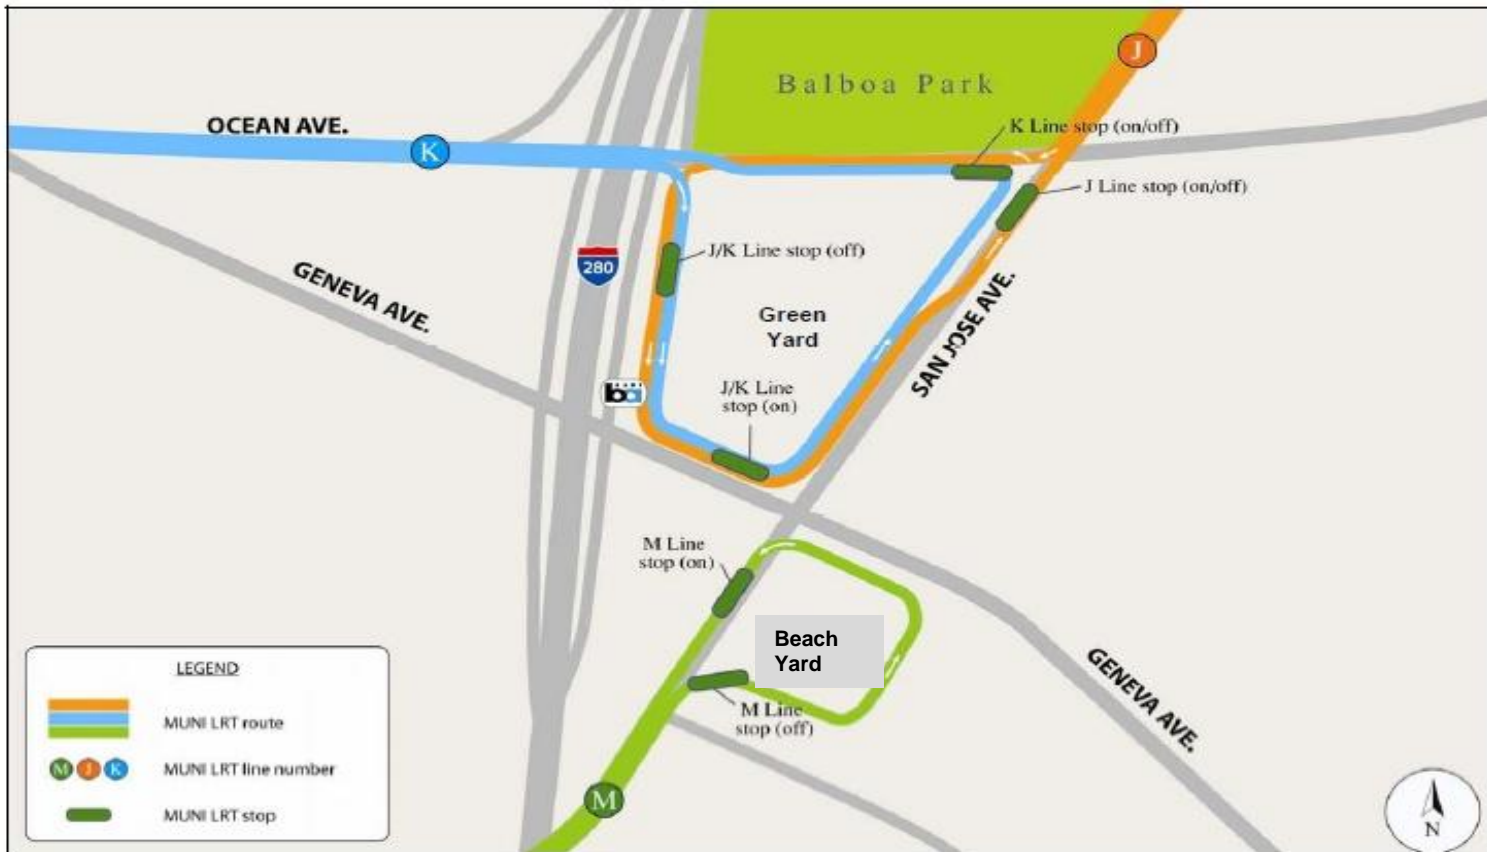 Balboa Park
J
K Line stop (on/off)
OCEAN AVE.
K
J Line stop (on/off)
J/K Line stop (off)
280
GENEVA AVE.
Green
Yard
SAN JOSE AVE.
ba
J/K Line
stop (on)
M Line
stop (on)
Beach
Yard
GENEVA AVE.
M Line
stop (off)
M
LEGEND
MUNI LRT route
M J K MUNI LRT line number
MUNI LRT stop
N